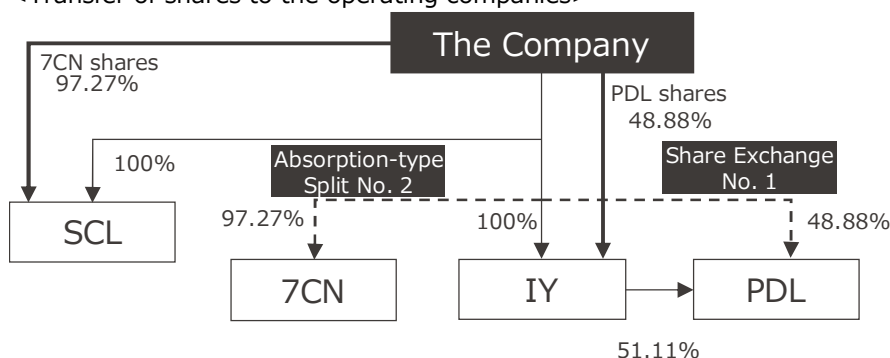 <Transfer of shares to the operating companies>
The Company
7CN shares
97.27%
PDL shares
48.88%
100%
Absorption-type
Split No. 2
Share Exchange
No. 1
97.27%
100%
48.88%
SCL
7CN
IY
PDL
51.11%